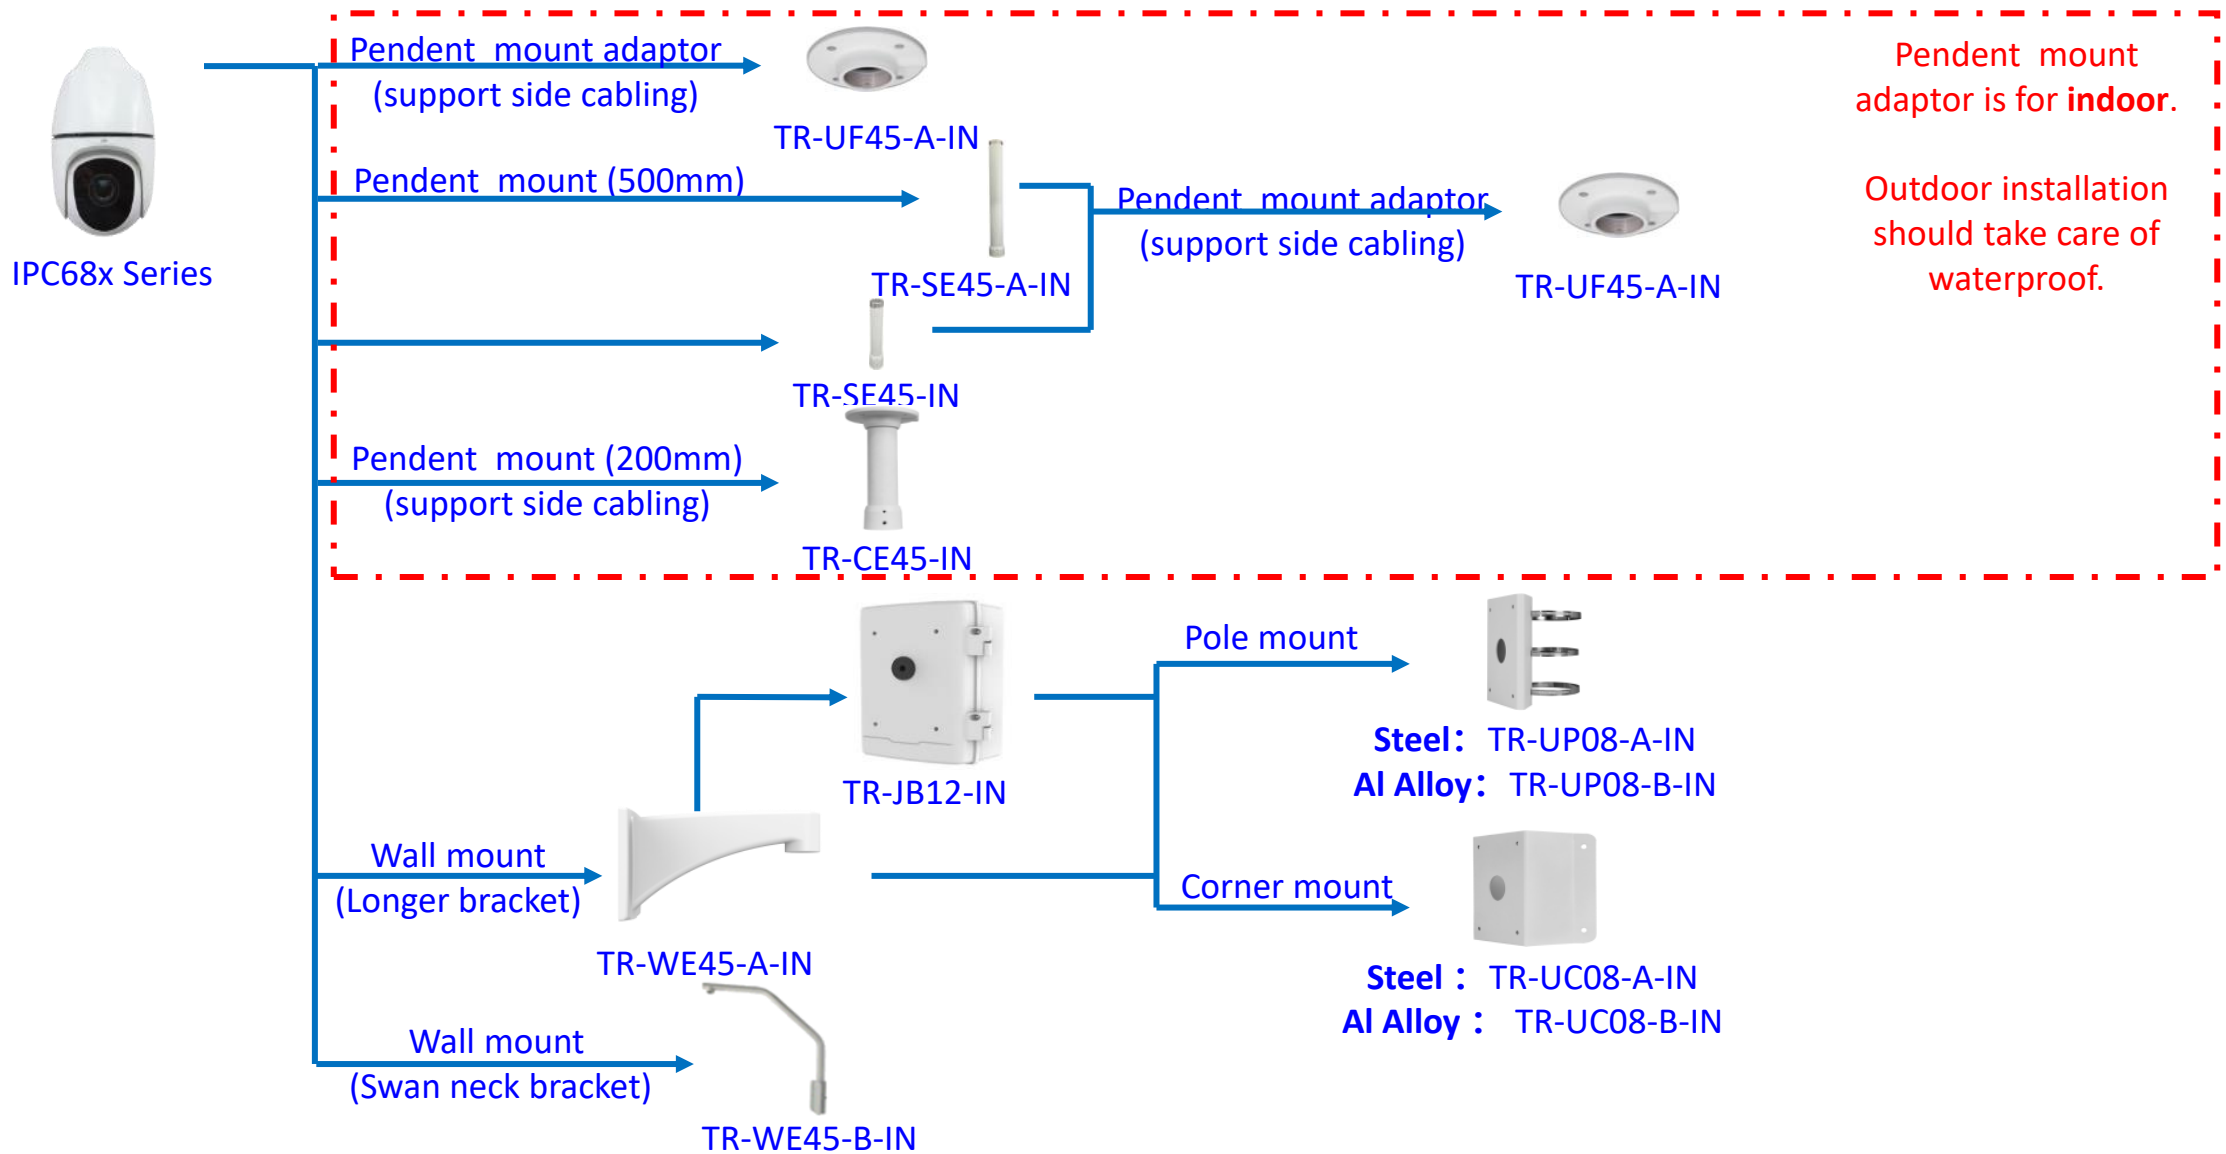 Pendent mount adaptor
(support side cabling)
TR-UF45-A-IN
Pendent mount
adaptor is for indoor.
Outdoor installation
should take care of
waterproof.
IPC68x Series
Pendent mount (500mm)
TR-SE45-A-IN
Pendent mount adaptor
(support side cabling)
TR-UF45-A-IN
TR-SE45-IN
Pendent mount (200mm)
(support side cabling)
TR-CE45-IN
TR-JB12-IN
Pole mount
Steel： TR-UP08-A-IN
Al Alloy： TR-UP08-B-IN
Wall mount
(Longer bracket)
TR-WE45-A-IN
Corner mount
Steel： TR-UC08-A-IN
Al Alloy： TR-UC08-B-IN
Wall mount
(Swan neck bracket)
TR-WE45-B-IN